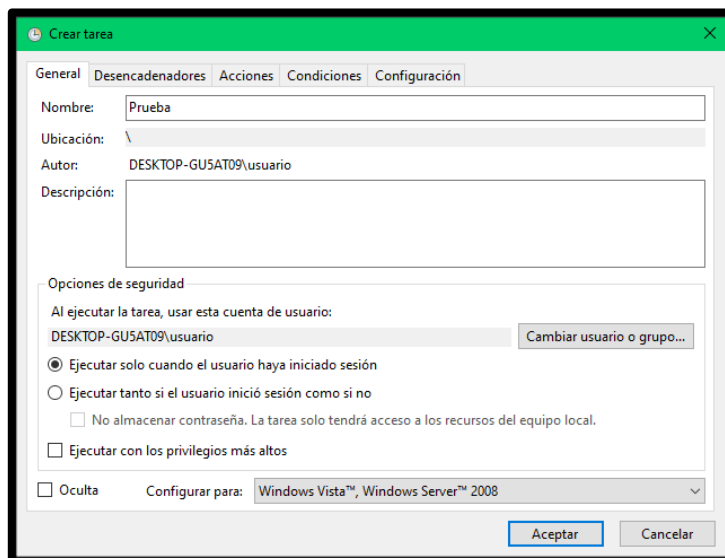 Crear tarea
General Desencadenadores Acciones Condiciones Configuración
Nombre: Prueba
Ubicación: \
Autor: DESKTOP-GU5AT09\usuario
Descripción:
Opciones de seguridad
Al ejecutar la tarea, usar esta cuenta de usuario:
DESKTOP-GU5AT09\usuario Cambiar usuario o grupo...
Ejecutar solo cuando el usuario haya iniciado sesión
Ejecutar tanto si el usuario inició sesión como si no
No almacenar contraseña. La tarea solo tendrá acceso a los recursos del equipo local.
Ejecutar con los privilegios más altos
Oculta Configurar para: Windows Vista™, Windows Server™ 2008
Aceptar Cancelar